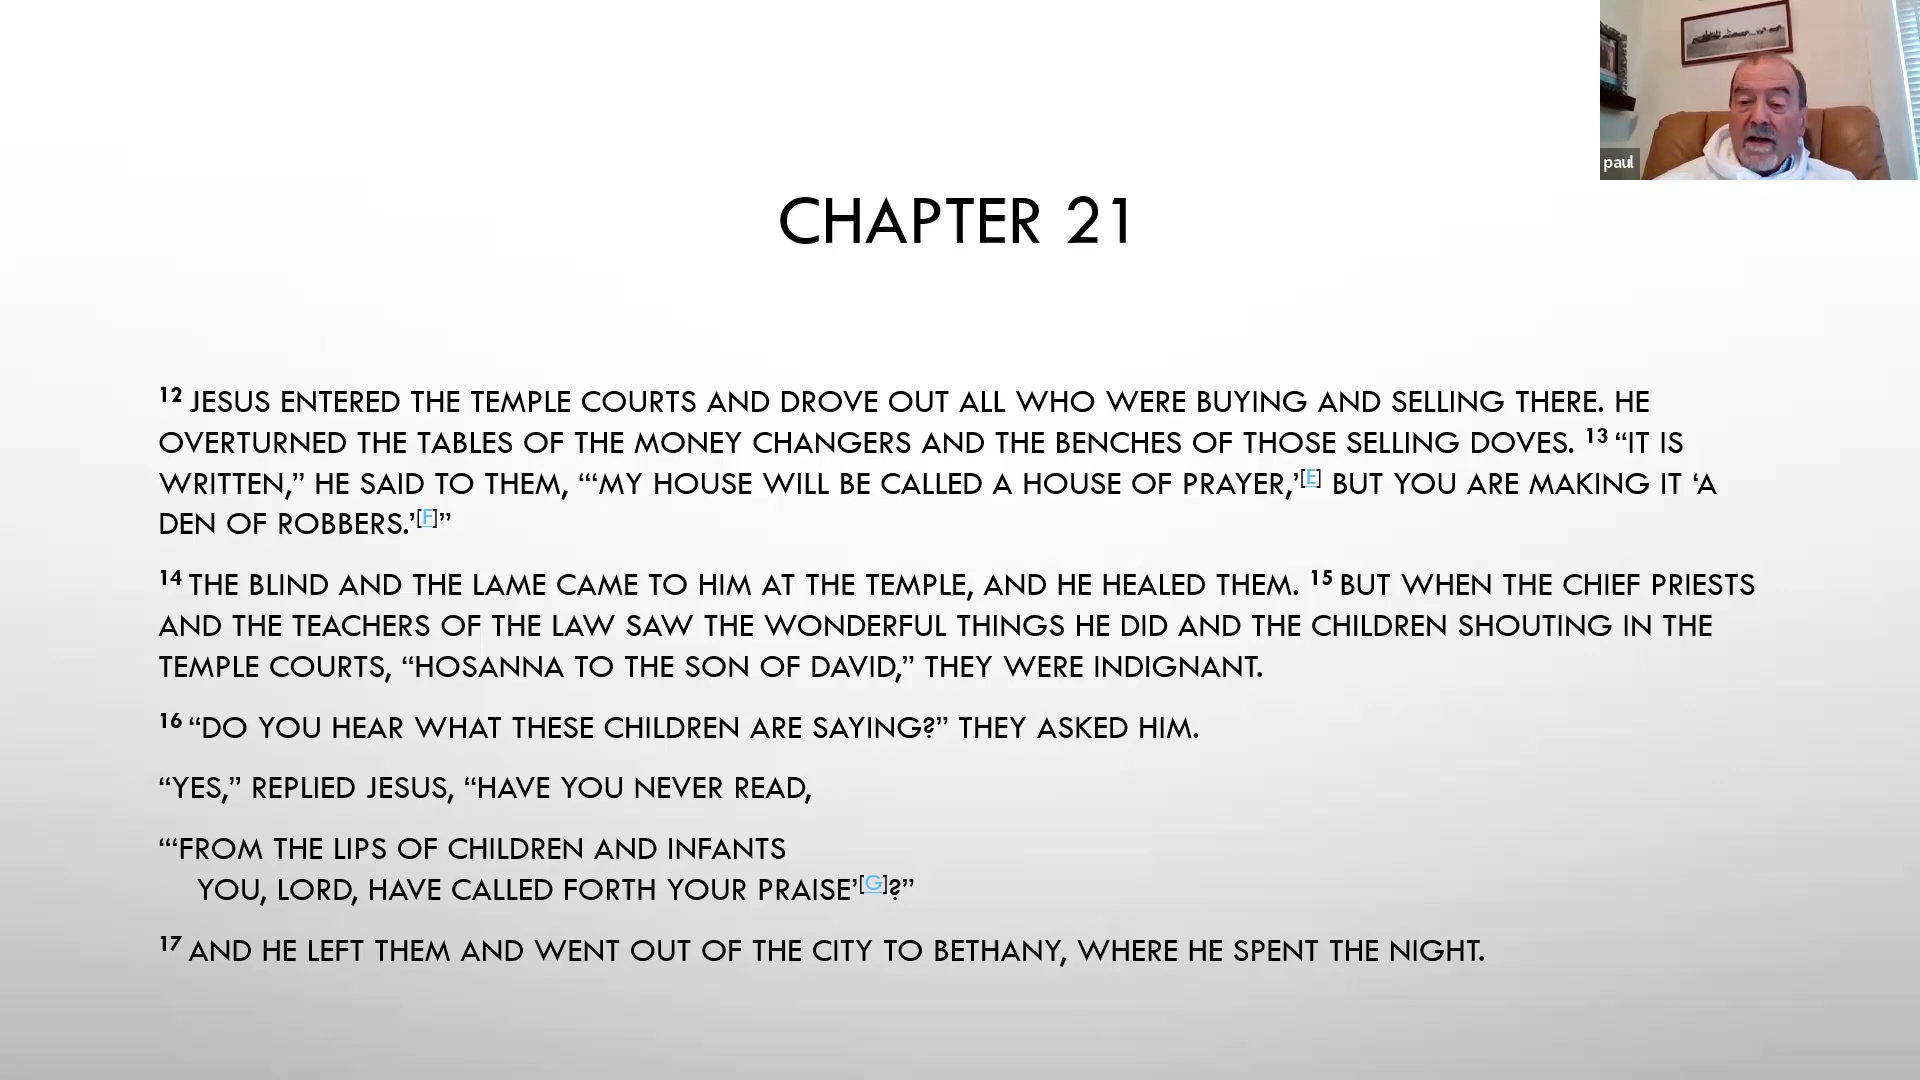 paul
CHAPTER 21
12 JESUS ENTERED THE TEMPLE COURTS AND DROVE OUT ALL WHO WERE BUYING AND SELLING THERE. HE
OVERTURNED THE TABLES OF THE MONEY CHANGERS AND THE BENCHES OF THOSE SELLING DOVES. 13 “IT IS
WRITTEN,” HE SAID TO THEM, “‘MY HOUSE WILL BE CALLED A HOUSE OF PRAYER,’[E] BUT YOU ARE MAKING IT ‘A
DEN OF ROBBERS.’[F]”
14 THE BLIND AND THE LAME CAME TO HIM AT THE TEMPLE, AND HE HEALED THEM. 15 BUT WHEN THE CHIEF PRIESTS
AND THE TEACHERS OF THE LAW SAW THE WONDERFUL THINGS HE DID AND THE CHILDREN SHOUTING IN THE
TEMPLE COURTS, “HOSANNA TO THE SON OF DAVID,” THEY WERE INDIGNANT.
16 “DO YOU HEAR WHAT THESE CHILDREN ARE SAYING?” THEY ASKED HIM.
“YES,” REPLIED JESUS, “HAVE YOU NEVER READ,
“‘FROM THE LIPS OF CHILDREN AND INFANTS
YOU, LORD, HAVE CALLED FORTH YOUR PRAISE’[G]?”
17 AND HE LEFT THEM AND WENT OUT OF THE CITY TO BETHANY, WHERE HE SPENT THE NIGHT.